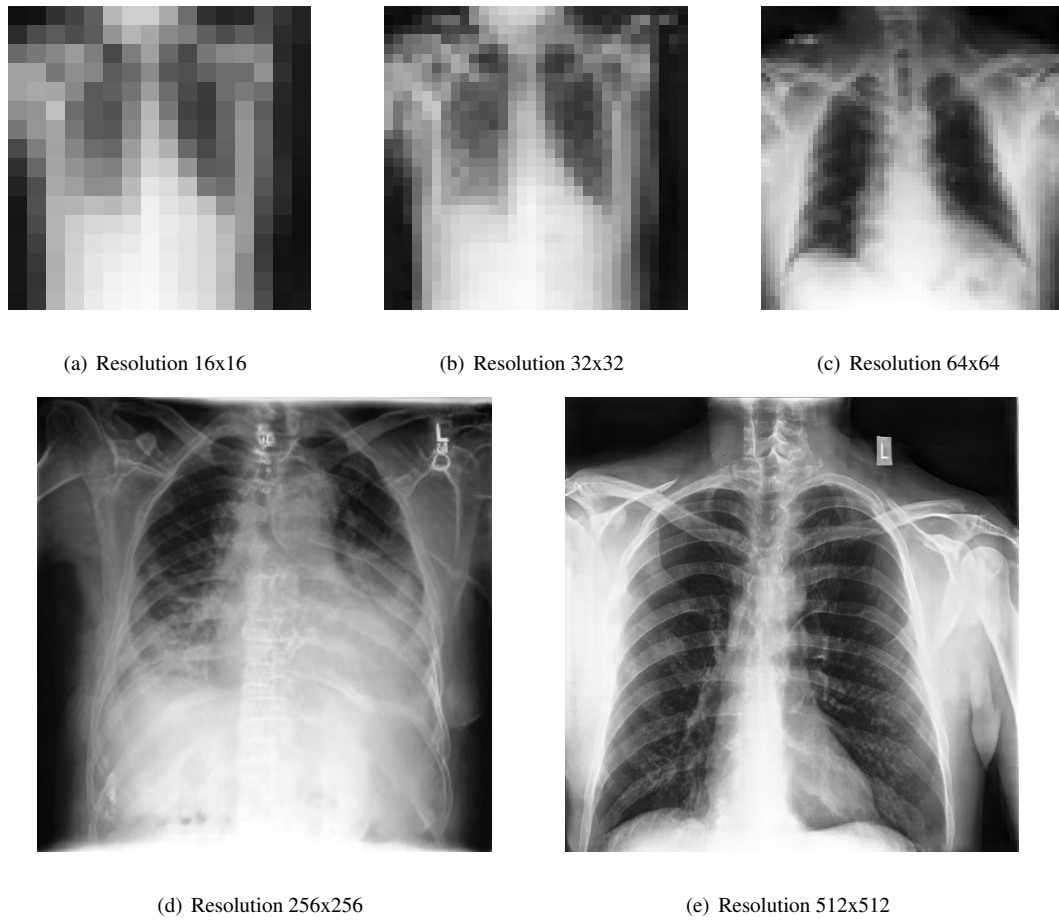 (a) Resolution 16x16
(b) Resolution 32x32
(c) Resolution 64x64
L
L
(d) Resolution 256x256
(e) Resolution 512x512